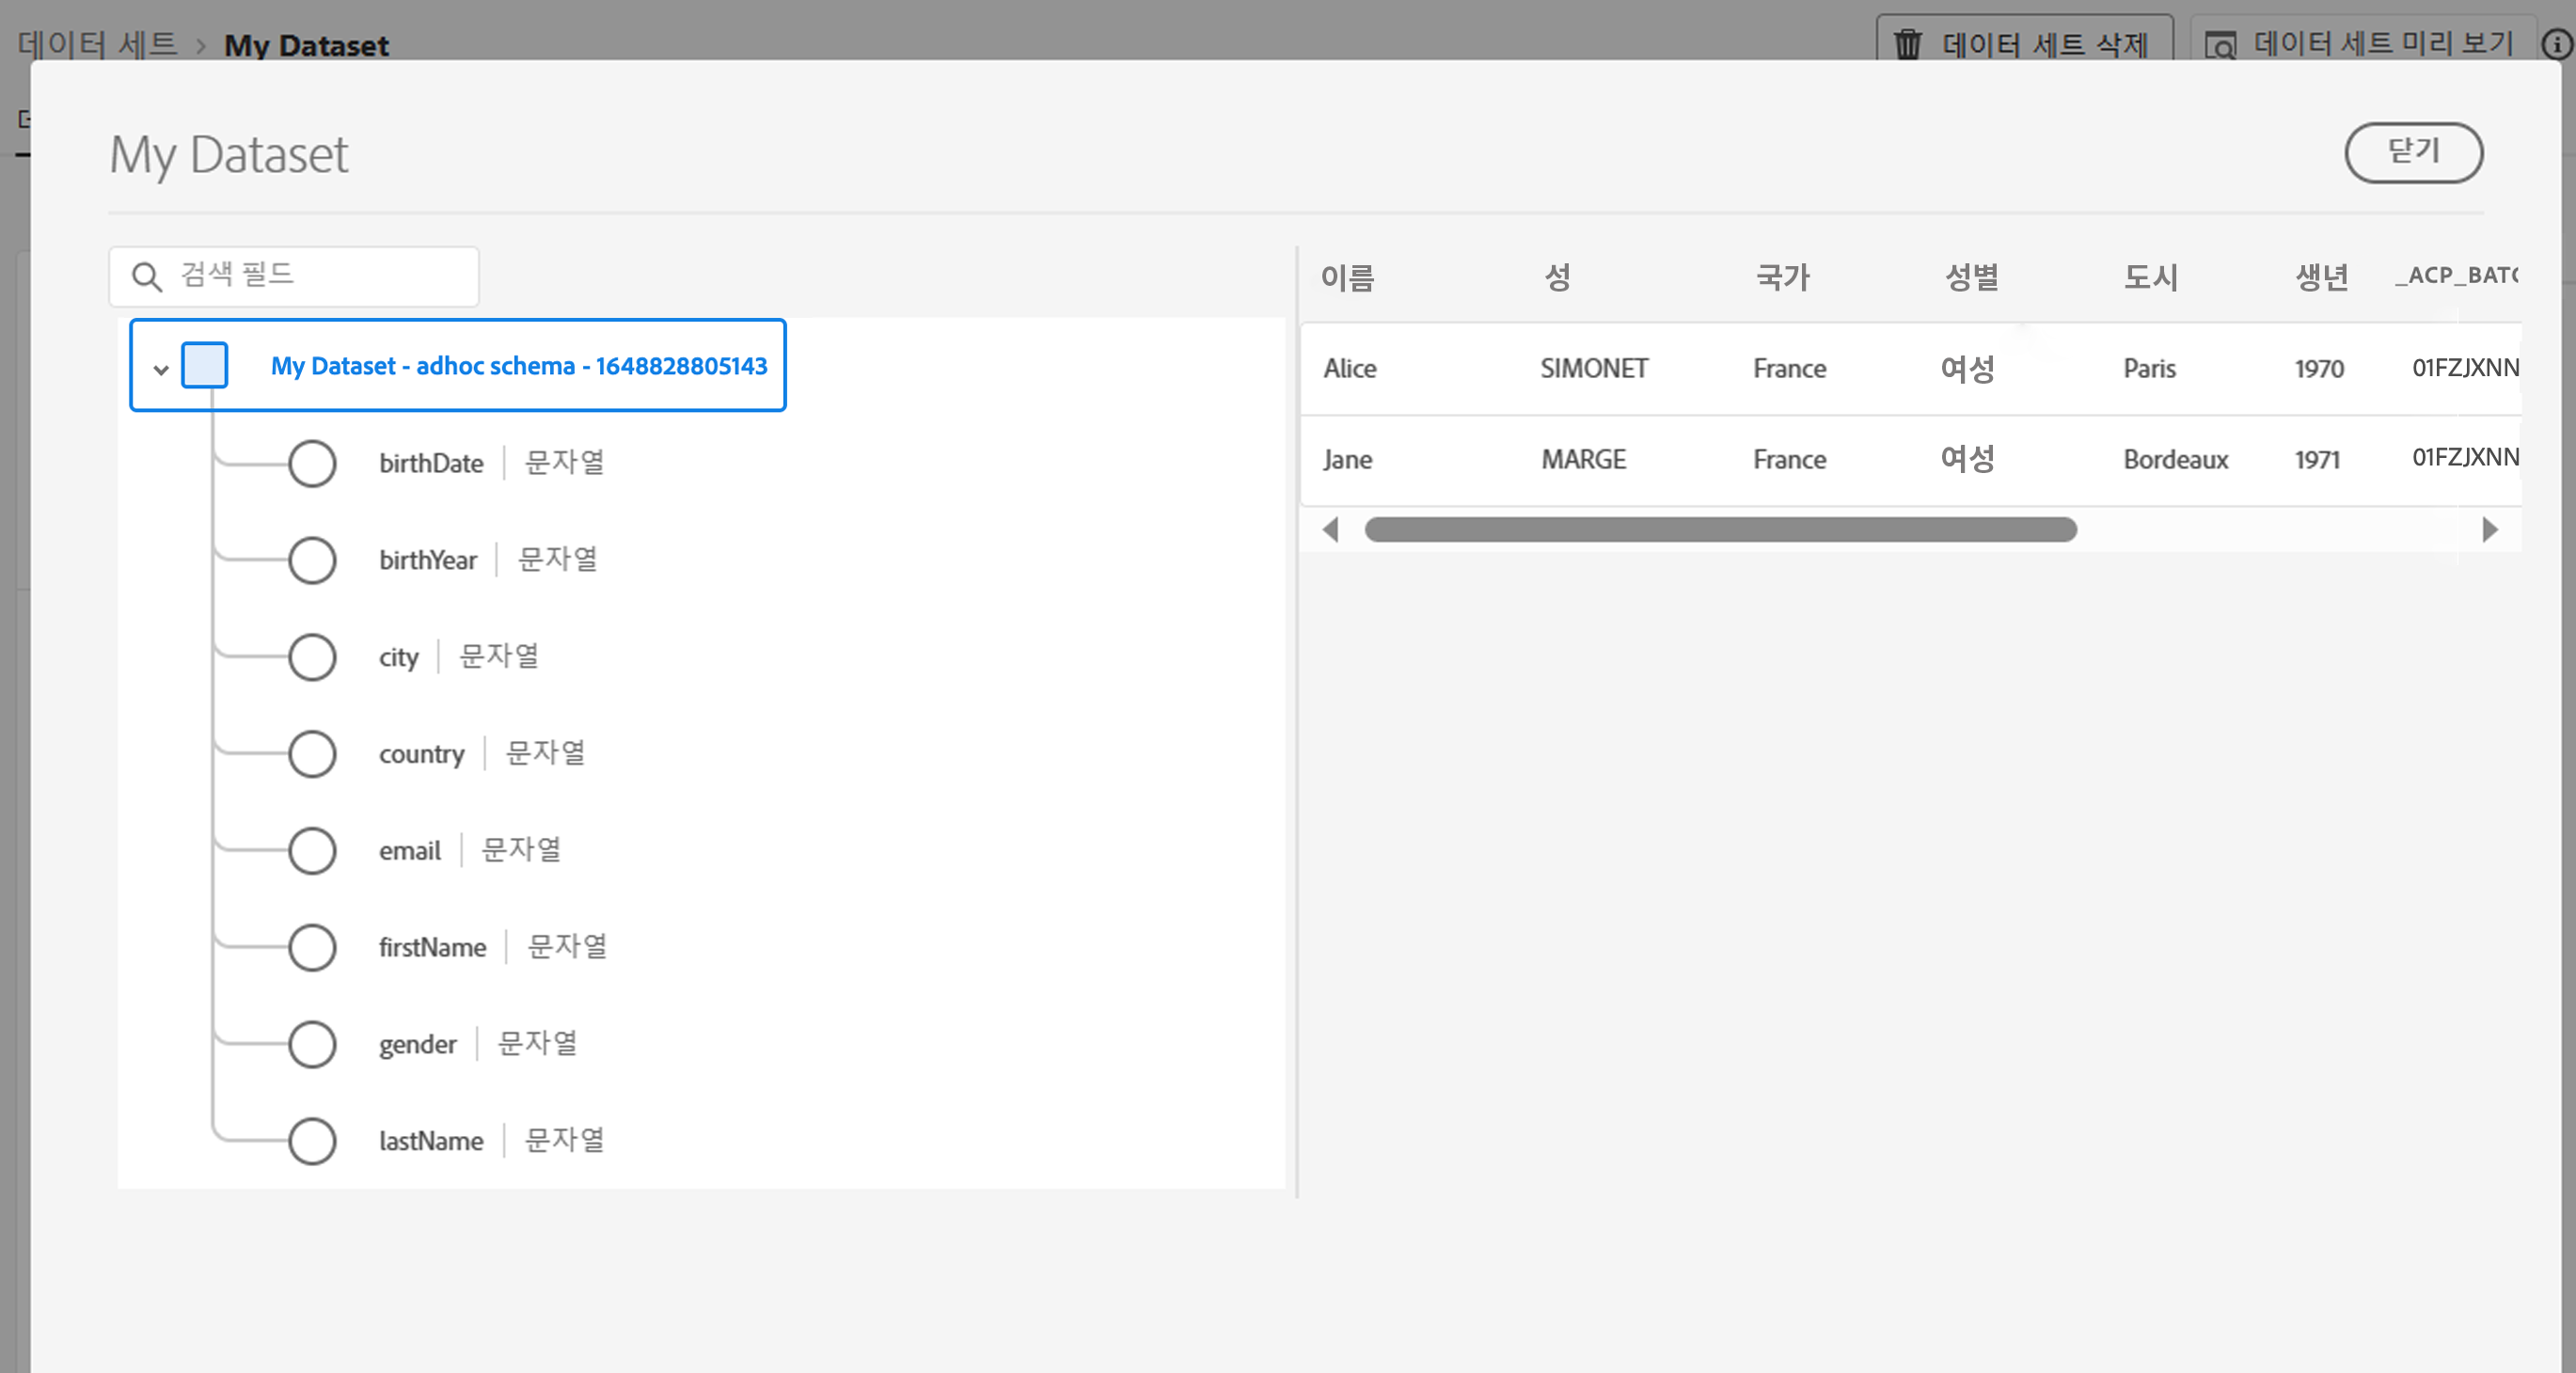 데이터 세트 > My Dataset
데이터 세트 삭제
데이터 세트 미리 보기
My Dataset
닫기
검색 필드
My Dataset - adhoc schema - 1648828805143
birthDate | 문자열
birthYear | 문자열
city | 문자열
country | 문자열
email | 문자열
firstName | 문자열
gender | 문자열
lastName | 문자열
이름 성 국가 성별 도시 생년 _ACP_BATC
Alice SIMONET France 여성 Paris 1970 01FZJXNN
Jane MARGE France 여성 Bordeaux 1971 01FZJXNN